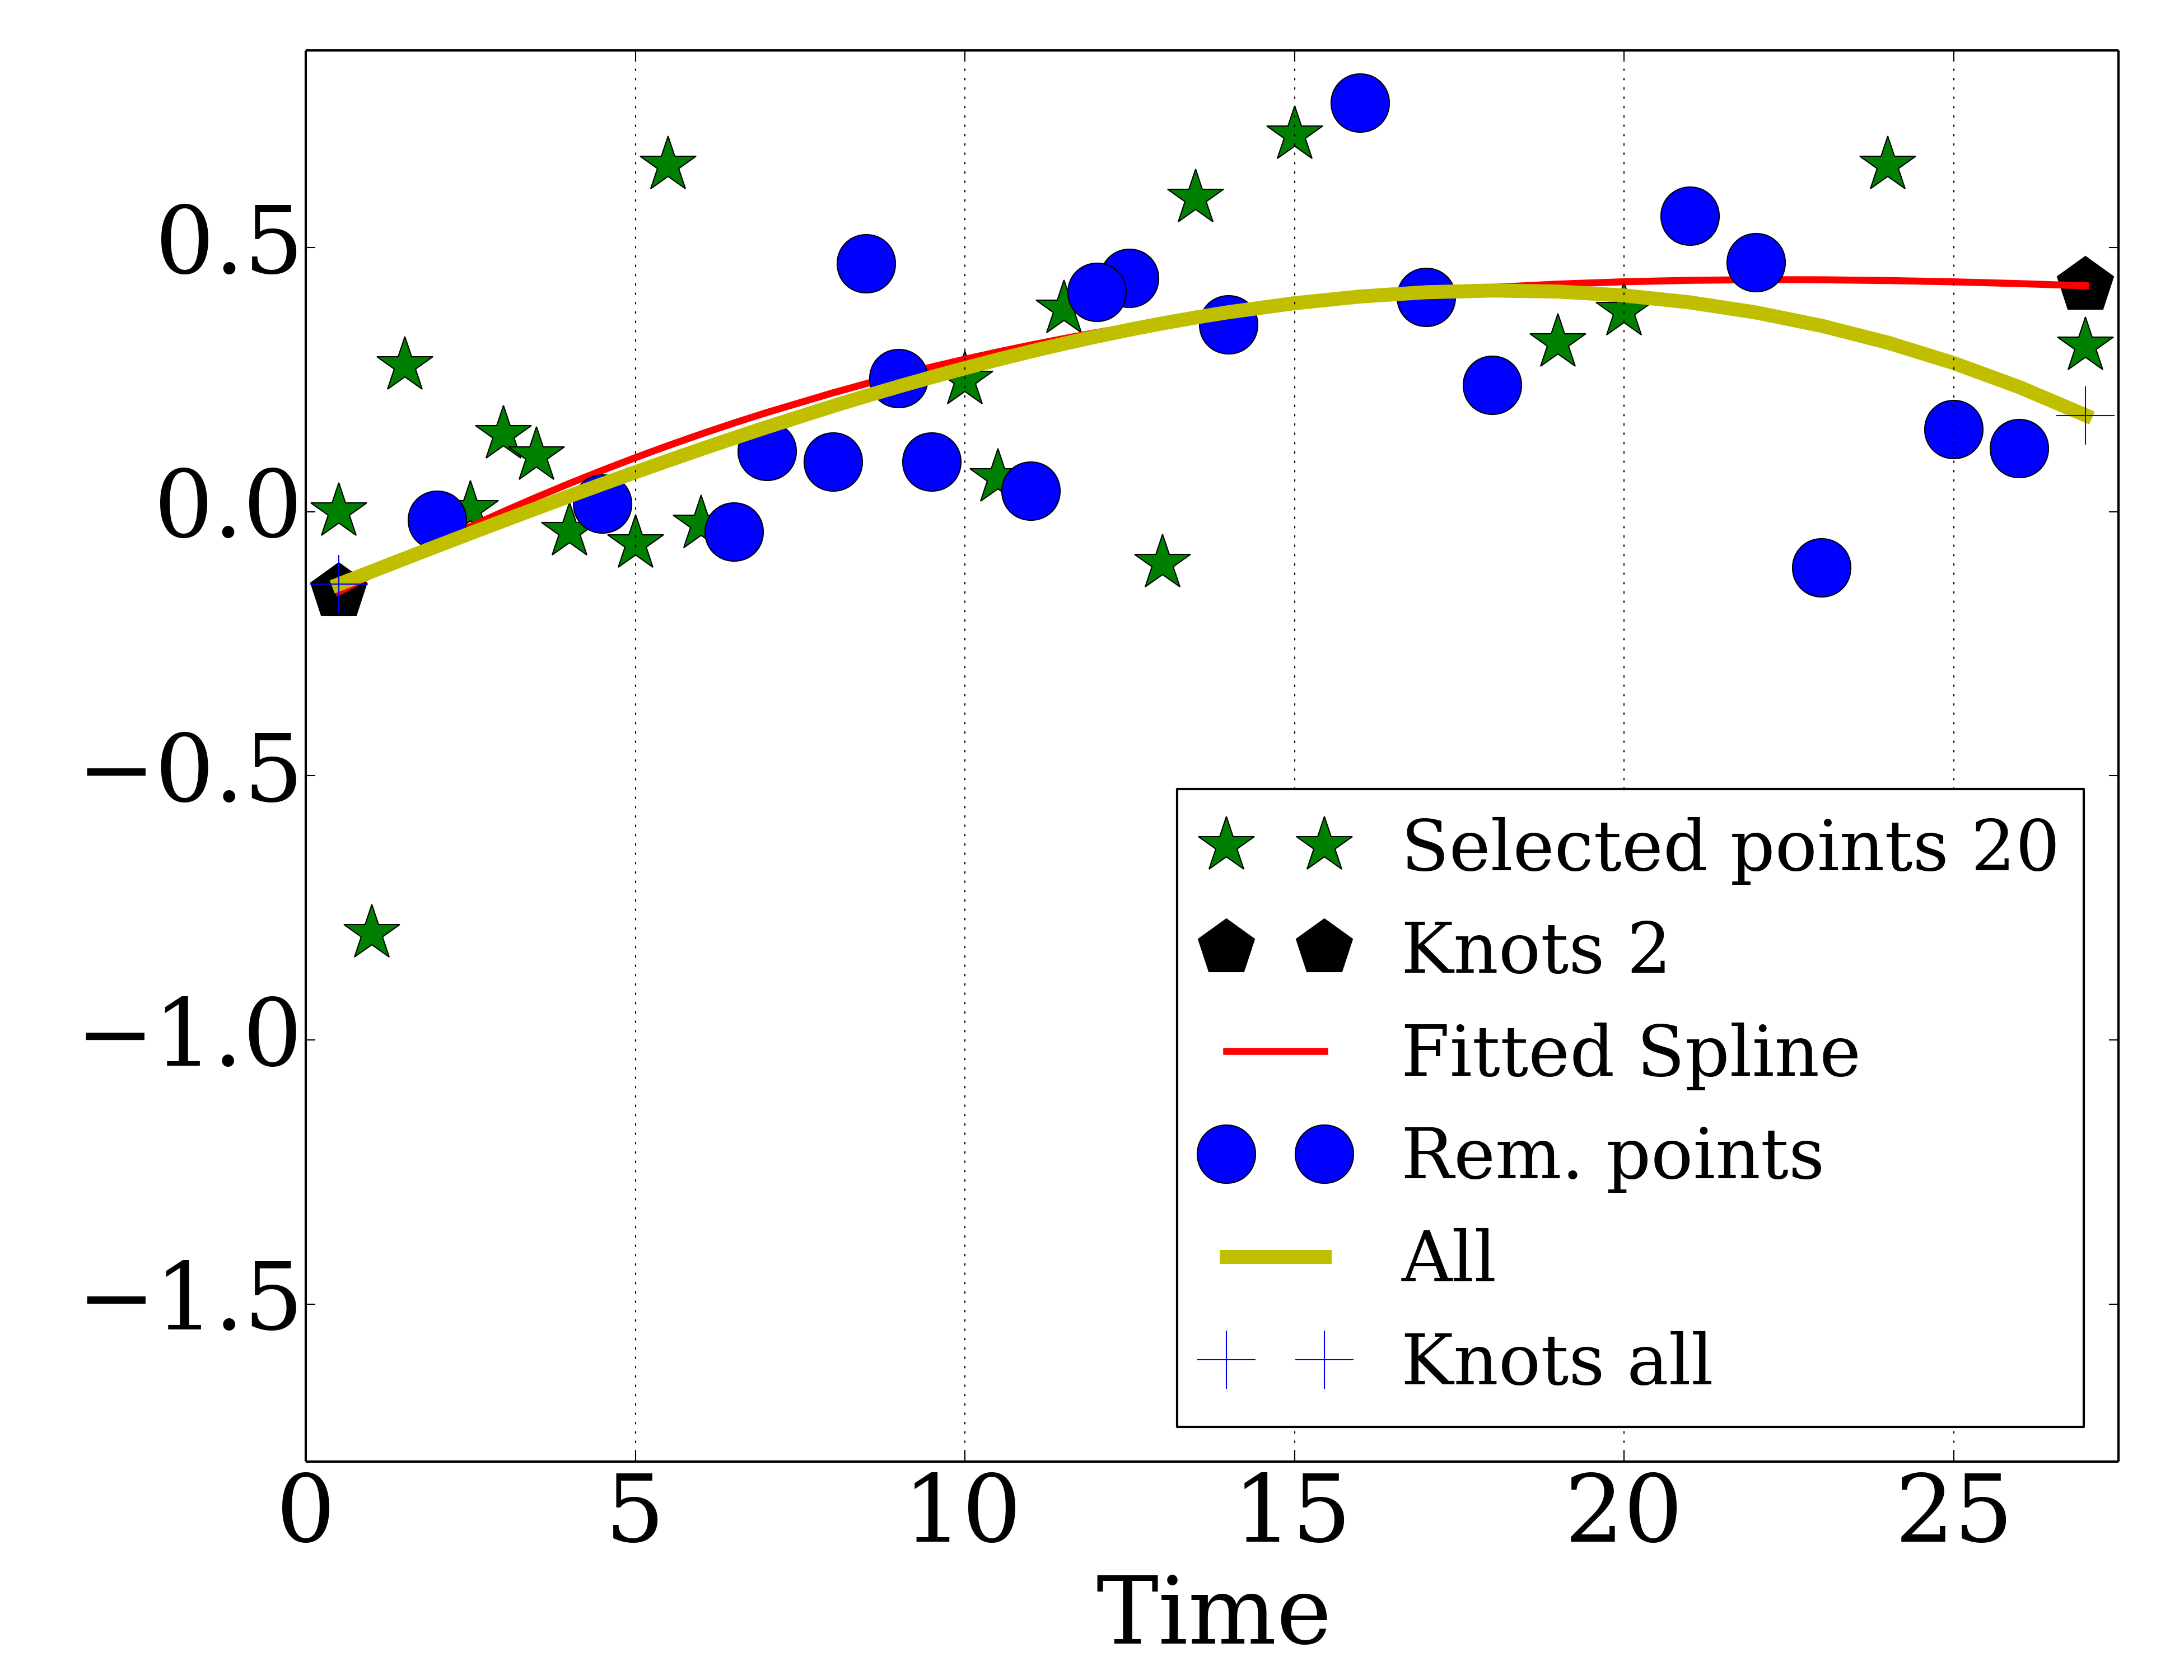 0.5
0.0
−0.5
−1.0
−1.5
Selected points 20
Knots 2
Fitted Spline
Rem. points
All
Knots all
0 5 10 15 20 25
Time